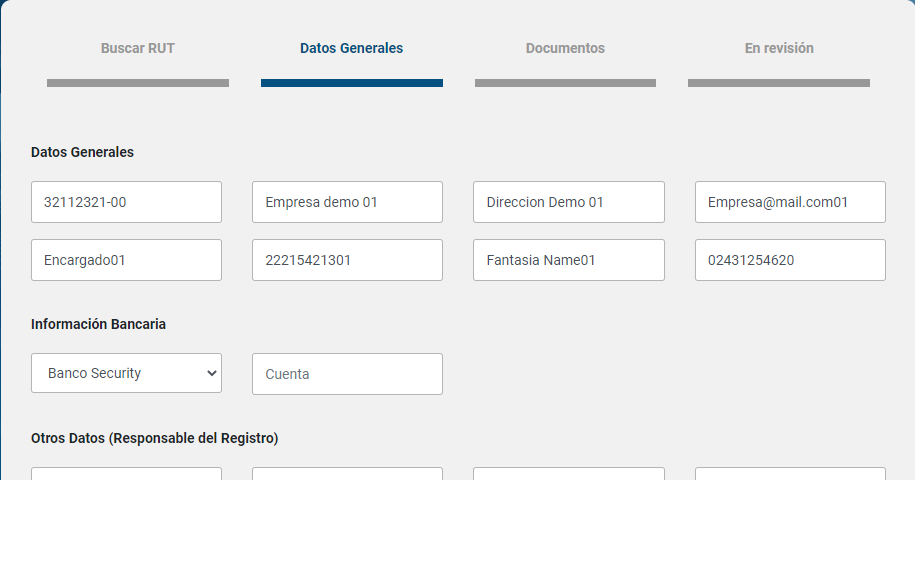 Buscar RUT Datos Generales Documentos En revisión
Datos Generales
32112321-00 Empresa demo 01 Direccion Demo 01 Empresa@mail.com01
Encargado01 22215421301 Fantasia Name01 02431254620
Información Bancaria
Banco Security Cuenta
Otros Datos (Responsable del Registro)